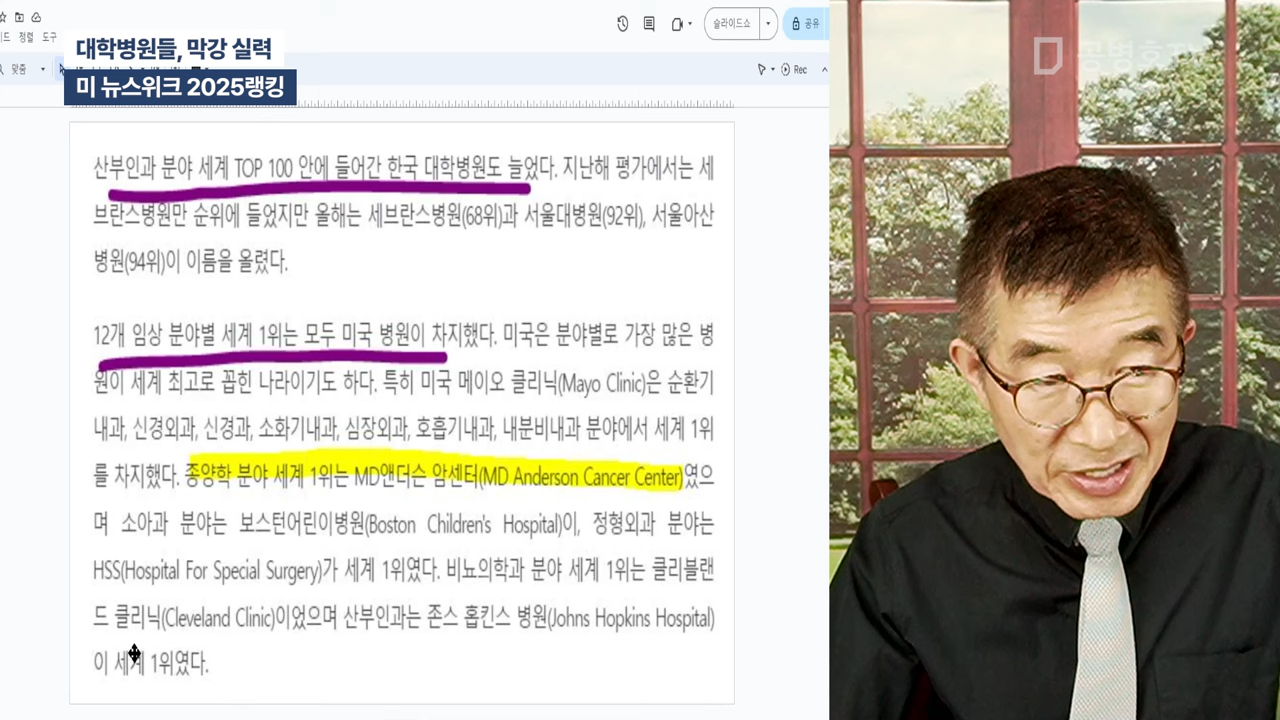 슬라이드쇼
공유
이드 정렬 도구
대학병원들, 막강 실력
맞춤
Rec
미 뉴스위크 2025랭킹
산부인과 분야 세계 TOP 100 안에 들어간 한국 대학병원도 늘었다. 지난해 평가에서는 세
브란스병원만 순위에 들었지만 올해는 세브란스병원(68위)과 서울대병원(92위), 서울아산
병원(94위)이 이름을 올렸다.
12개 임상 분야별 세계 1위는 모두 미국 병원이 차지했다. 미국은 분야별로 가장 많은 병
원이 세계 최고로 꼽힌 나라이기도 하다. 특히 미국 메이오 클리닉(Mayo Clinic)은 순환기
내과, 신경외과, 신경과, 소화기내과, 심장외과, 호흡기내과, 내분비내과 분야에서 세계 1위
를 차지했다. 종양학 분야 세계 1위는 MD앤더슨 암센터(MD Anderson Cancer Center)였으
며 소아과 분야는 보스턴어린이병원(Boston Children's Hospital)이, 정형외과 분야는
HSS(Hospital For Special Surgery)가 세계 1위였다. 비뇨의학과 분야 세계 1위는 클리블랜
드 클리닉(Cleveland Clinic)이었으며 산부인과는 존스 홉킨스 병원(Johns Hopkins Hospital)
이 세계 1위였다.